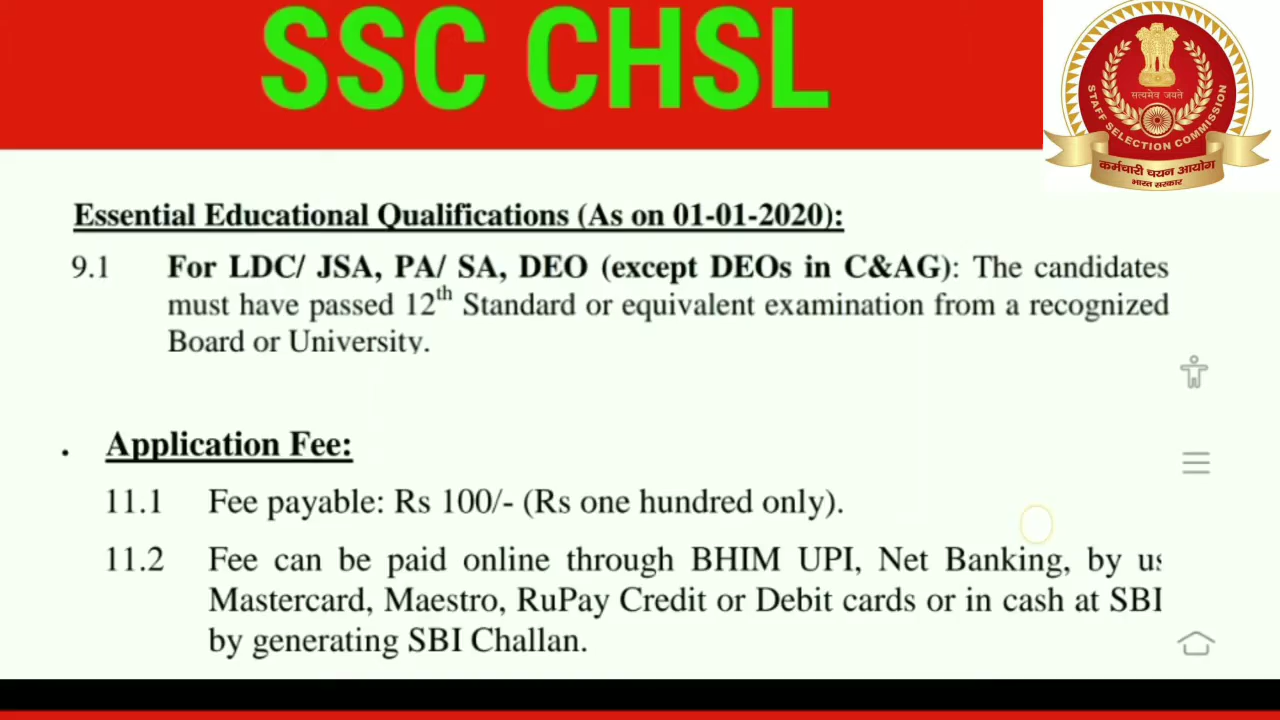 SSC CHSL
सत्यमेव जयते
STAFF SELECTION COMMISSION
कर्मचारी चयन आयोग
भारत सरकार
Essential Educational Qualifications (As on 01-01-2020):
9.1 For LDC/ JSA, PA/ SA, DEO (except DEOs in C&AG): The candidates
must have passed 12th Standard or equivalent examination from a recognized
Board or University.
. Application Fee:
11.1 Fee payable: Rs 100/- (Rs one hundred only).
11.2 Fee can be paid online through BHIM UPI, Net Banking, by
Mastercard, Maestro, RuPay Credit or Debit cards or in cash at SBI
by generating SBI Challan.